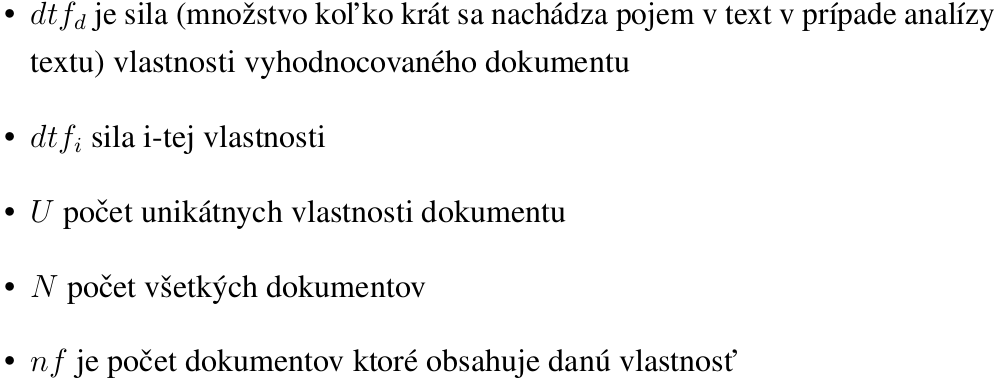 • dtf_d je sila (množstvo koľko krát sa nachádza pojem v text v prípade analízy
textu) vlastnosti vyhodnocovaného dokumentu
• dtf_i sila i-tej vlastnosti
• U počet unikátnych vlastnosti dokumentu
• N počet všetkých dokumentov
• nf je počet dokumentov ktoré obsahuje danú vlastnosť